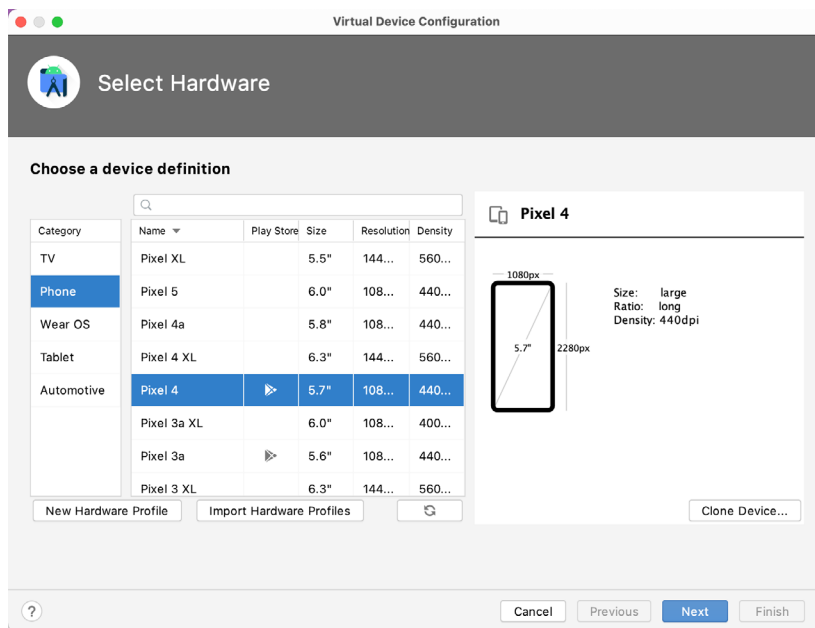 Virtual Device Configuration
Select Hardware
Choose a device definition
Category
TV
Phone
Wear OS
Tablet
Automotive
Name Play Store Size Resolution Density
Pixel XL 5.5" 144... 560...
Pixel 5 6.0" 108... 440...
Pixel 4a 5.8" 108... 440...
Pixel 4 XL 6.3" 144... 560...
Pixel 4 5.7" 108... 440...
Pixel 3a XL 6.0" 108... 400...
Pixel 3a 5.6" 108... 440...
Pixel 3 XL 6.3" 144... 560...
New Hardware Profile Import Hardware Profiles
Pixel 4
1080px
5.7" 2280px
Size: large
Ratio: long
Density: 440dpi
Clone Device...
? Cancel Previous Next Finish